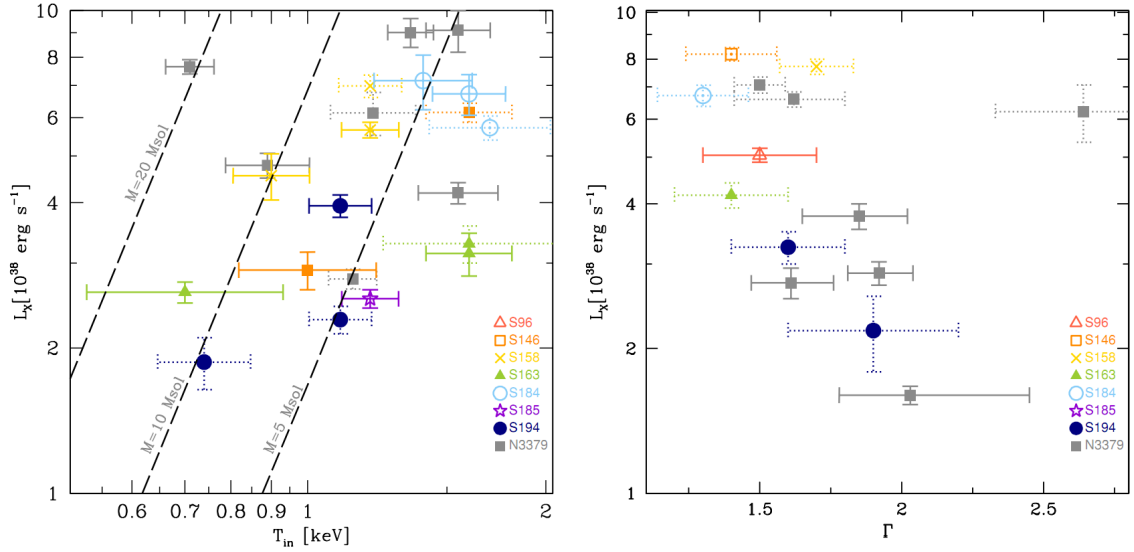 10
8
6
4
2
1
L_X[10^38 erg s^-1]
M=20 Msol
M=10 Msol
M=5 Msol
S96
S146
S158
S163
S184
S185
S194
N3379
0.6 0.7 0.8 0.9 1 2
T_in [keV]
10
8
6
4
2
1
L_X[10^38 erg s^-1]
S96
S146
S158
S163
S184
S185
S194
N3379
1.5 2 2.5
Γ